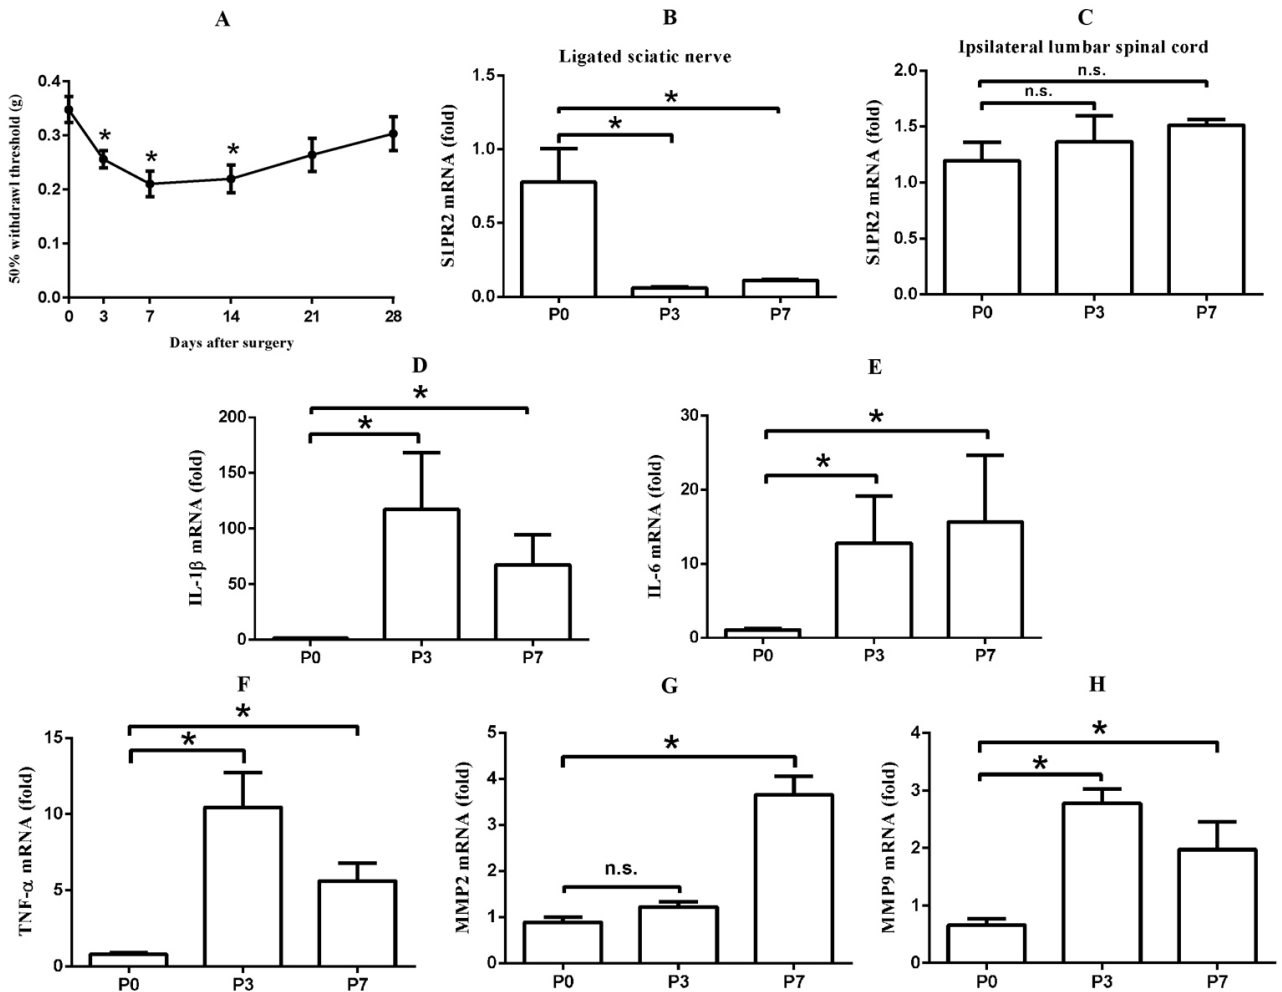 A
50% withdrawl threshold (g)
0.4
0.3
0.2
0.1
0.0
*
*
*
0 3 7 14 21 28
Days after surgery
B
Ligated sciatic nerve
S1PR2 mRNA (fold)
1.5
1.0
0.5
0.0
*
*
P0 P3 P7
C
Ipsilateral lumbar spinal cord
S1PR2 mRNA (fold)
2.0
1.5
1.0
0.5
0.0
n.s.
n.s.
P0 P3 P7
D
IL-1β mRNA (fold)
200
150
100
50
0
*
*
P0 P3 P7
E
IL-6 mRNA (fold)
30
20
10
0
*
*
P0 P3 P7
F
TNF-α mRNA (fold)
15
10
5
0
*
*
P0 P3 P7
G
MMP2 mRNA (fold)
5
4
3
2
1
0
*
n.s.
P0 P3 P7
H
MMP9 mRNA (fold)
4
3
2
1
0
*
*
P0 P3 P7